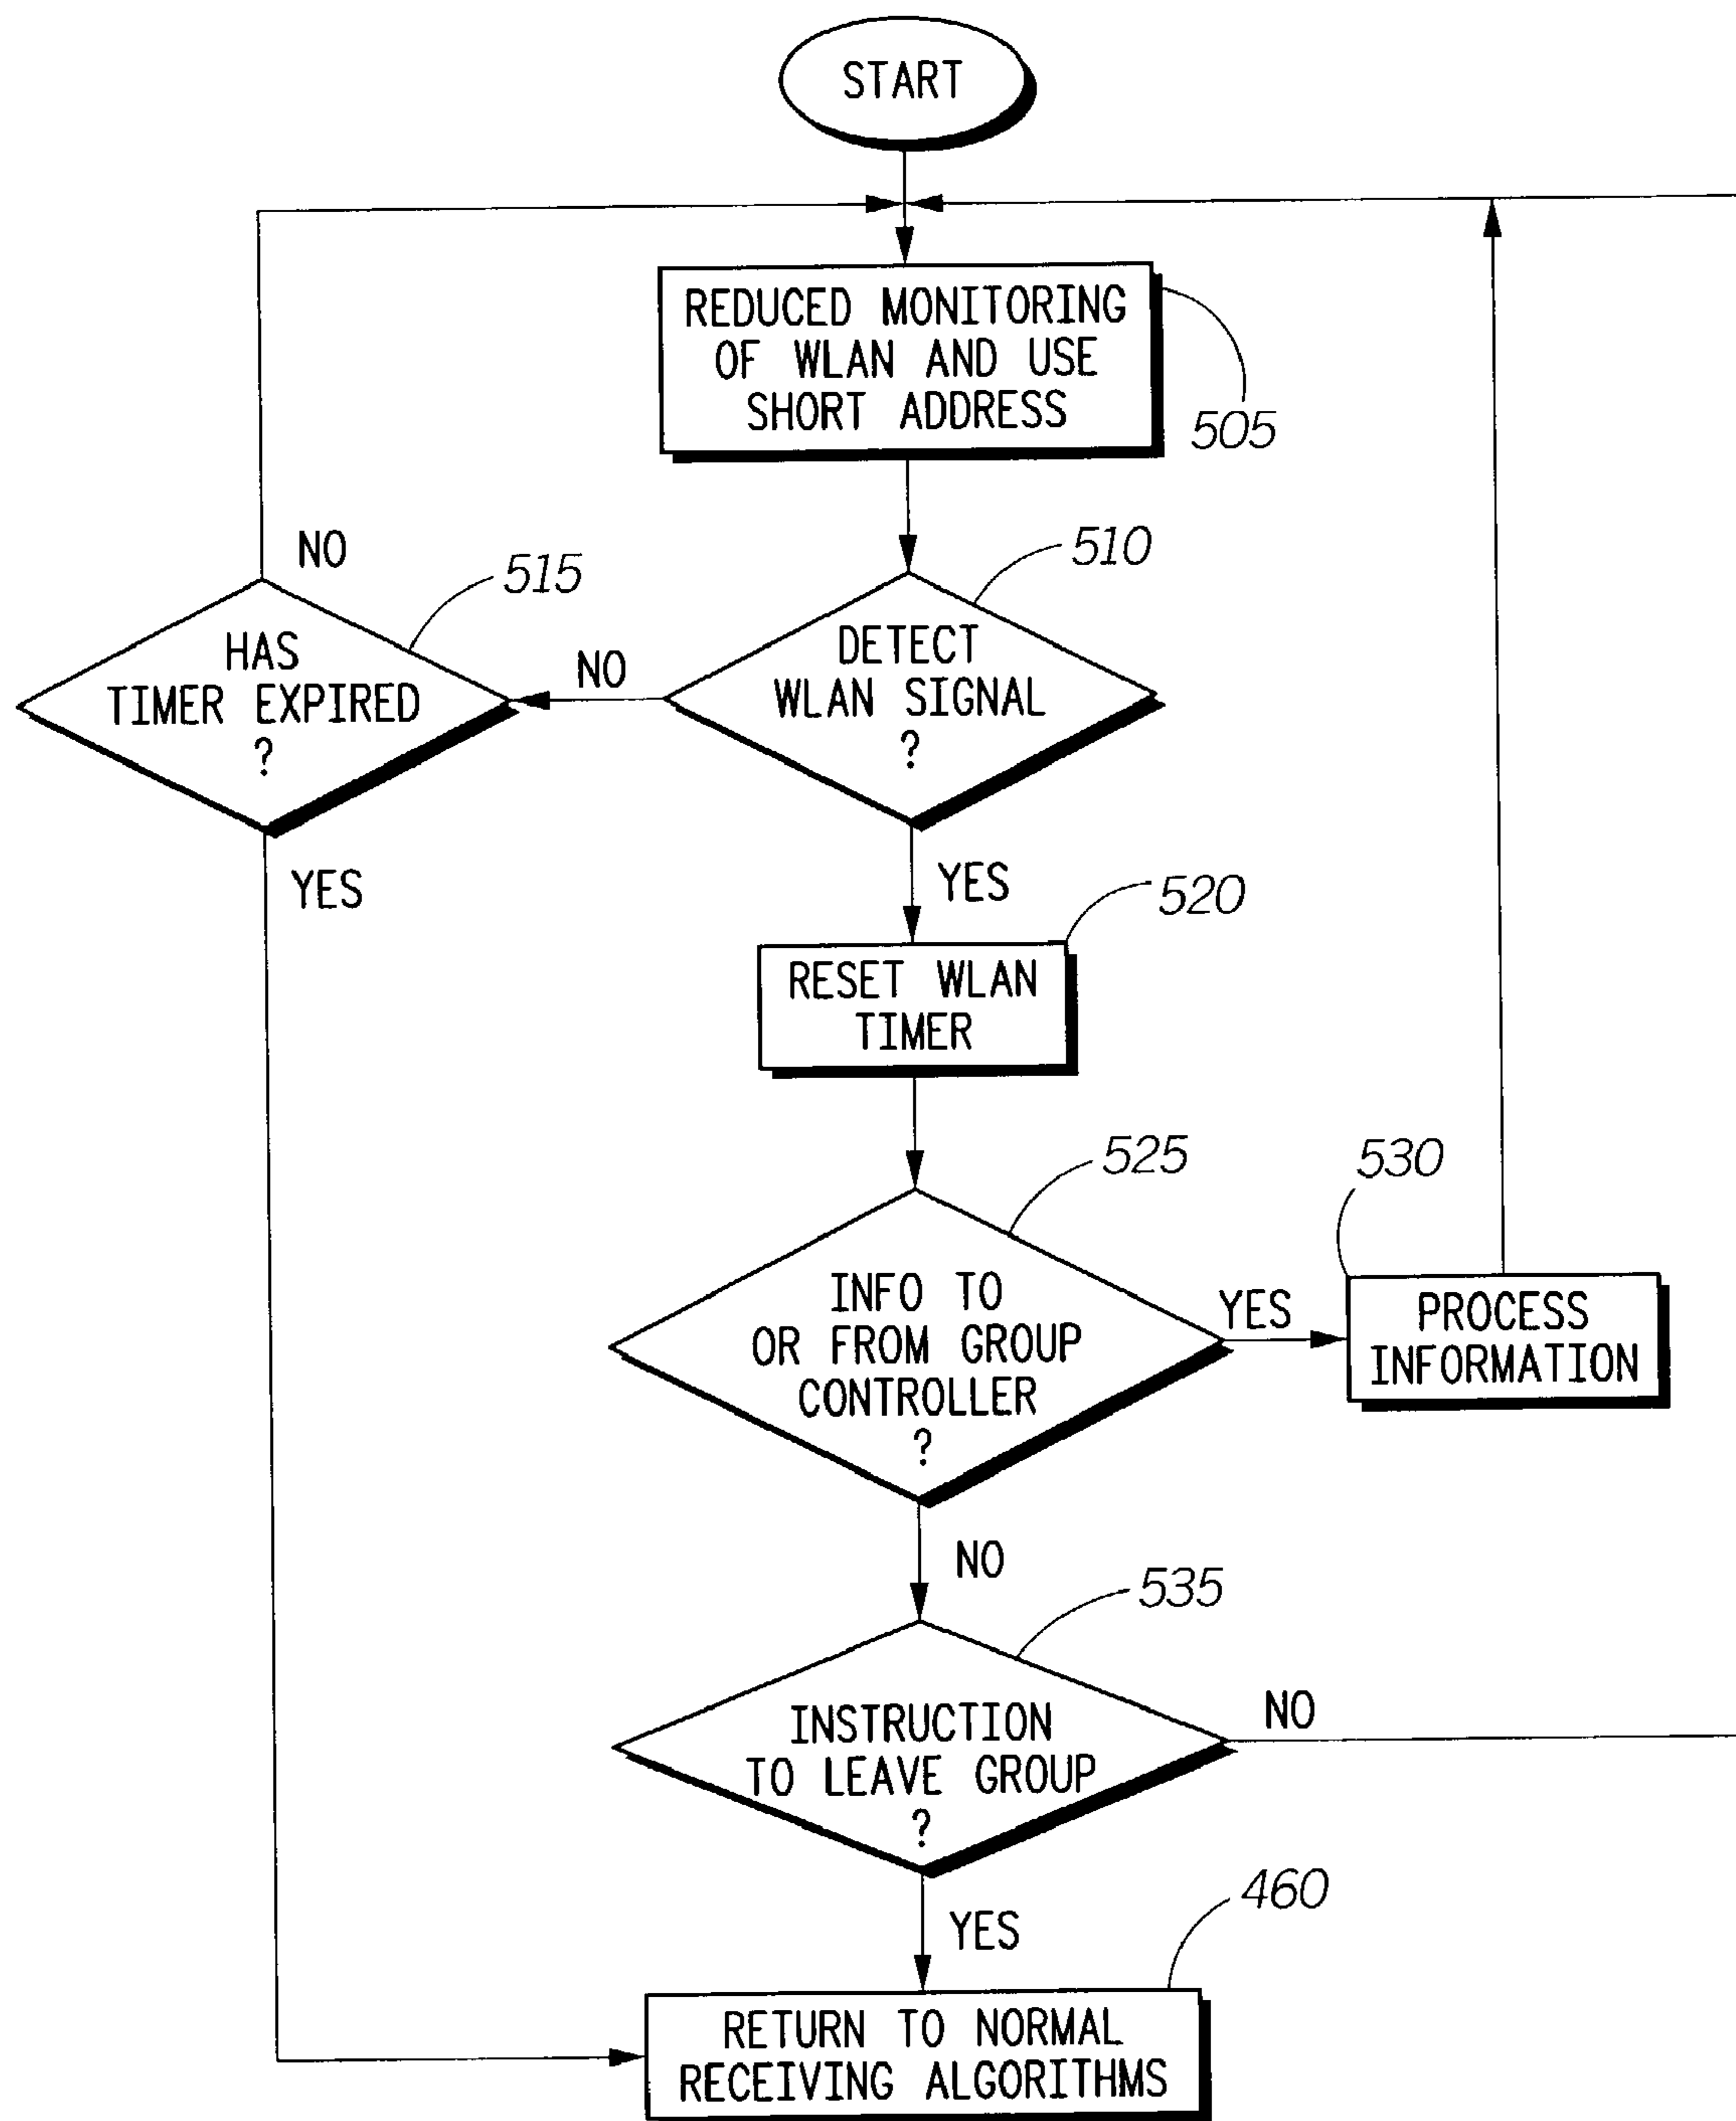 START
REDUCED MONITORING
OF WLAN AND USE
SHORT ADDRESS
505
510
DETECT
WLAN SIGNAL
?
NO
515
HAS
TIMER EXPIRED
?
NO
YES
YES
520
RESET WLAN
TIMER
525
INFO TO
OR FROM GROUP
CONTROLLER
?
YES
530
PROCESS
INFORMATION
NO
535
INSTRUCTION
TO LEAVE GROUP
?
NO
YES
460
RETURN TO NORMAL
RECEIVING ALGORITHMS